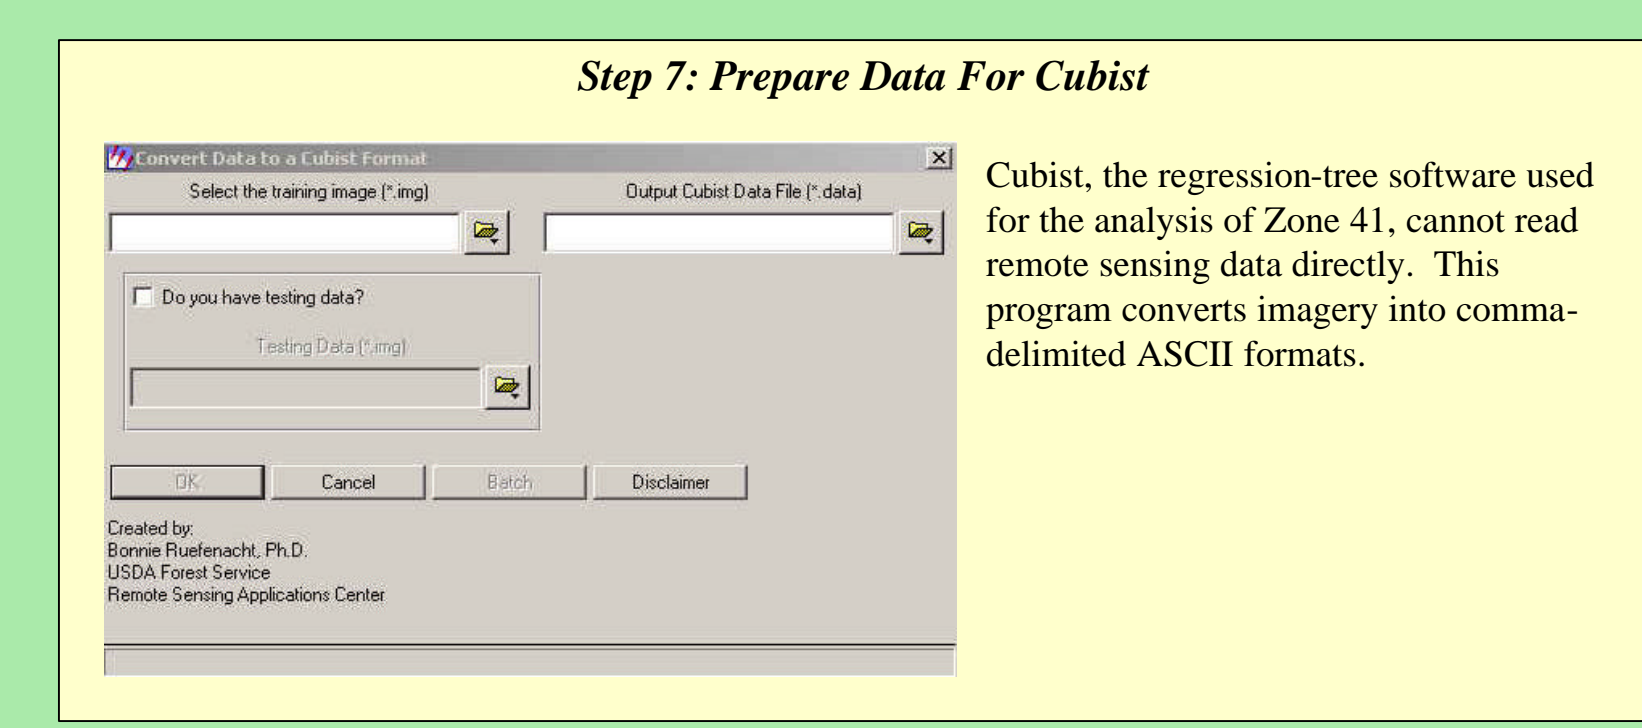 Step 7: Prepare Data For Cubist
Convert Data to a Cubist Format
Select the training image (*.img)
Output Cubist Data File (*.data)
Do you have testing data?
Testing Data (*.img)
OK
Cancel
Batch
Disclaimer
Created by:
Bonnie Ruefenacht, Ph.D.
USDA Forest Service
Remote Sensing Applications Center
Cubist, the regression-tree software used
for the analysis of Zone 41, cannot read
remote sensing data directly.  This
program converts imagery into comma-
delimited ASCII formats.